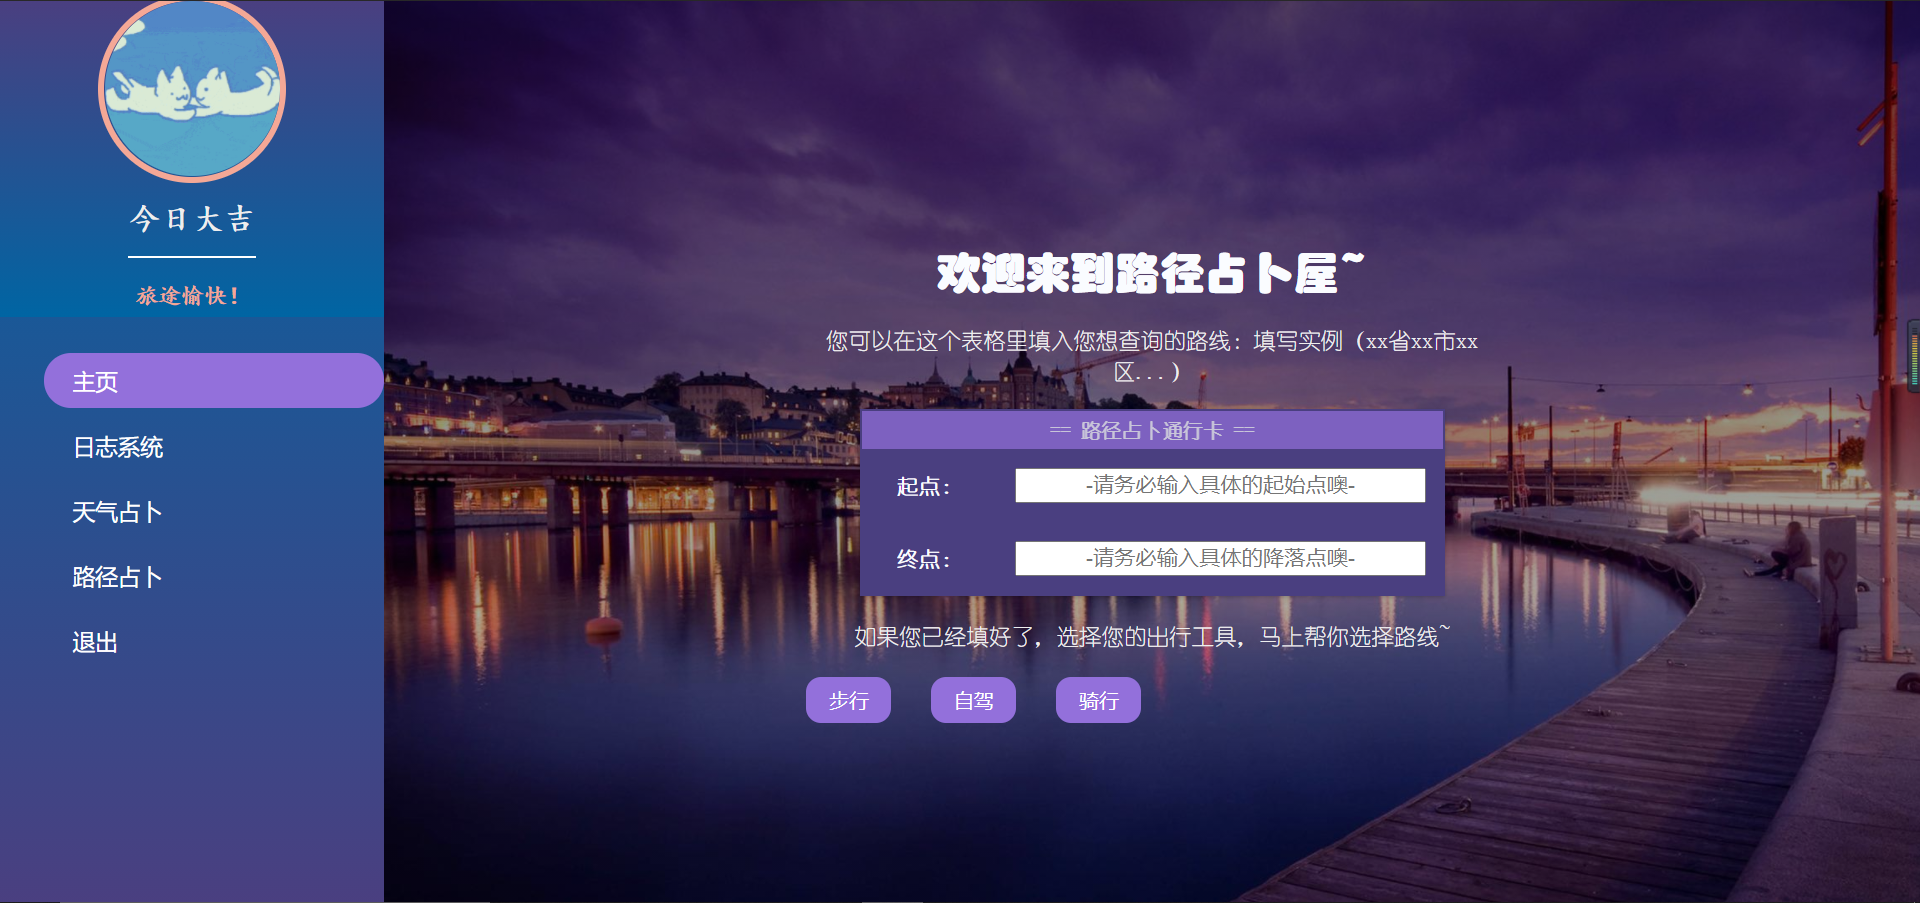 今日大吉
旅途愉快！
主页
日志系统
天气占卜
路径占卜
退出
欢迎来到路径占卜屋~
您可以在这个表格里填入您想查询的路线：填写实例（xx省xx市xx
区...）
== 路径占卜通行卡 ==
起点：
-请务必输入具体的起始点噢-
终点：
-请务必输入具体的降落点噢-
如果您已经填好了，选择您的出行工具，马上帮你选择路线~
步行
自驾
骑行